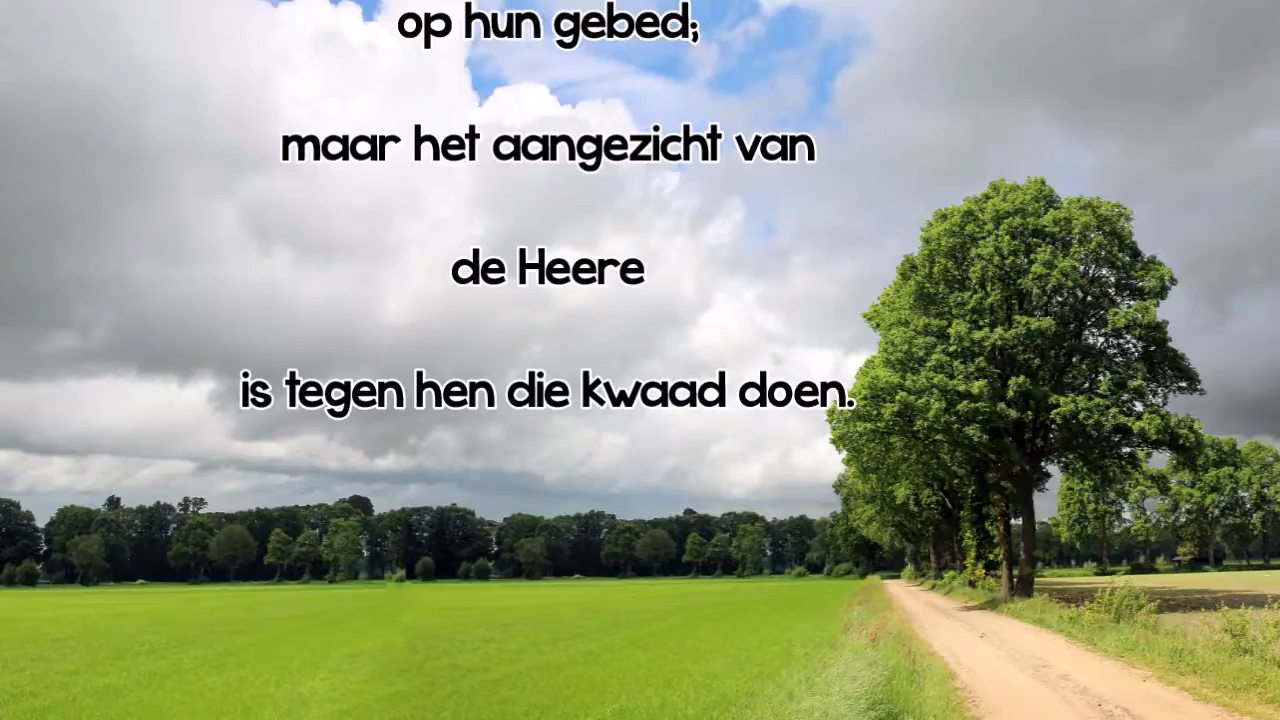 op hun gebed;
maar het aangezicht van
de Heere
is tegen hen die kwaad doen.